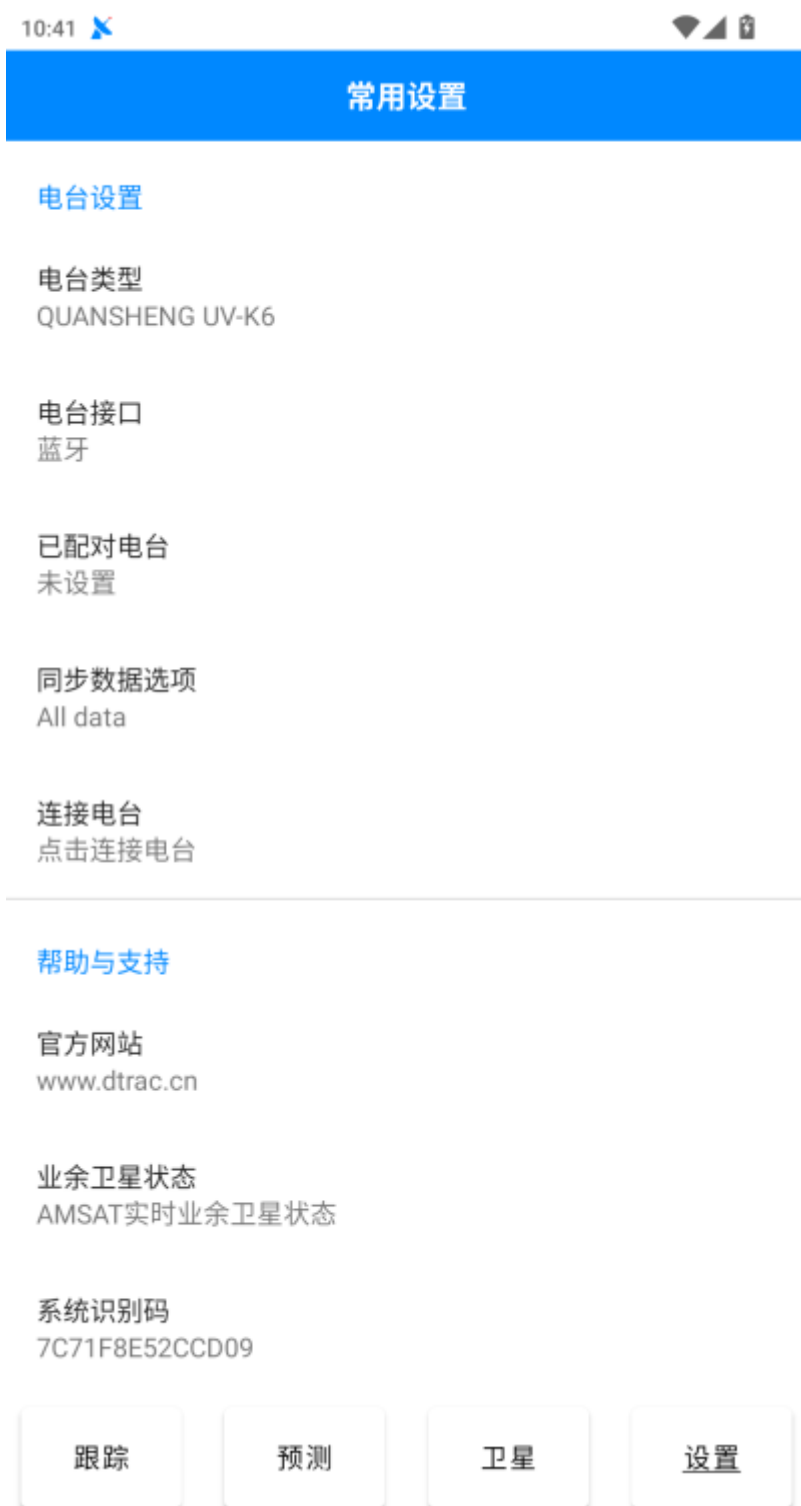 10:41
常用设置
电台设置
电台类型
QUANSHENG UV-K6
电台接口
蓝牙
已配对电台
未设置
同步数据选项
All data
连接电台
点击连接电台
帮助与支持
官方网站
www.dtrac.cn
业余卫星状态
AMSAT实时业余卫星状态
系统识别码
7C71F8E52CCD09
跟踪 预测 卫星 设置